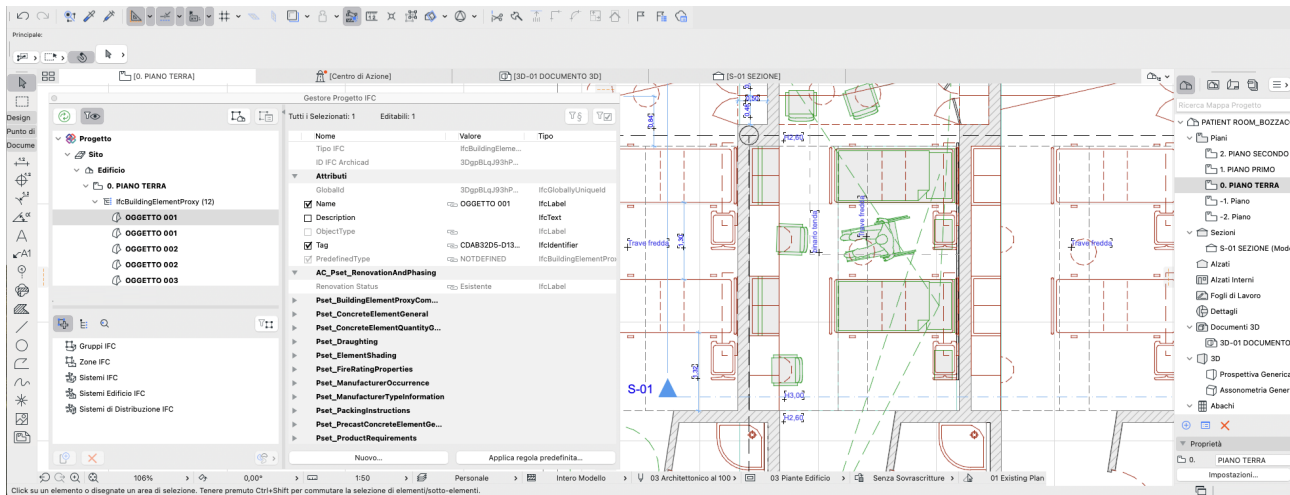 Principale:
[0. PIANO TERRA]
[Centro di Azione]
[3D-01 DOCUMENTO 3D]
[S-01 SEZIONE]
Design
Punto di
Docume
Gestore Progetto IFC
Tutti i Selezionati: 1
Editabili: 1
Progetto
Sito
Edificio
0. PIANO TERRA
IfcBuildingElementProxy (12)
OGGETTO 001
OGGETTO 001
OGGETTO 002
OGGETTO 002
OGGETTO 003
Gruppi IFC
Zone IFC
Sistemi IFC
Sistemi Edificio IFC
Sistemi di Distribuzione IFC
Nome Valore Tipo
Tipo IFC IfcBuildingEleme...
ID IFC Archicad 3DgpBLqJ93hP...
Attributi
GlobalId 3DgpBLqJ93hP... IfcGloballyUniqueId
Name OGGETTO 001 IfcLabel
Description IfcText
ObjectType IfcLabel
Tag CDAB32D5-D13... IfcIdentifier
PredefinedType NOTDEFINED IfcBuildingElementProx
AC_Pset_RenovationAndPhasing
Renovation Status Esistente IfcLabel
Pset_BuildingElementProxyCom...
Pset_ConcreteElementGeneral
Pset_ConcreteElementQuantityG...
Pset_Draughting
Pset_ElementShading
Pset_FireRatingProperties
Pset_ManufacturerOccurrence
Pset_ManufacturerTypeInformation
Pset_PackingInstructions
Pset_PrecastConcreteElementGe...
Pset_ProductRequirements
Nuovo...
Applica regola predefinita...
H2,60
Trave fredda
Trave fredda
Trave fredda
S-01
H3,00
H2,60
Ricerca Mappa Progetto
PATIENT ROOM_BOZZAC
Piani
2. PIANO SECONDO
1. PIANO PRIMO
0. PIANO TERRA
-1. Piano
-2. Piano
Sezioni
S-01 SEZIONE (Mode
Alzati
Alzati Interni
Fogli di Lavoro
Dettagli
Documenti 3D
3D-01 DOCUMENTO
3D
Prospettiva Generica
Assonometria Gener
Abachi
Proprietà
0. PIANO TERRA
Impostazioni...
106%
0,00°
1:50
Personale
Intero Modello
03 Architettonico al 100
03 Piante Edificio
Senza Sovrascritture
01 Existing Plan
Click su un elemento o disegnate un area di selezione. Tenere premuto Ctrl+Shift per commutare la selezione di elementi/sotto-elementi.